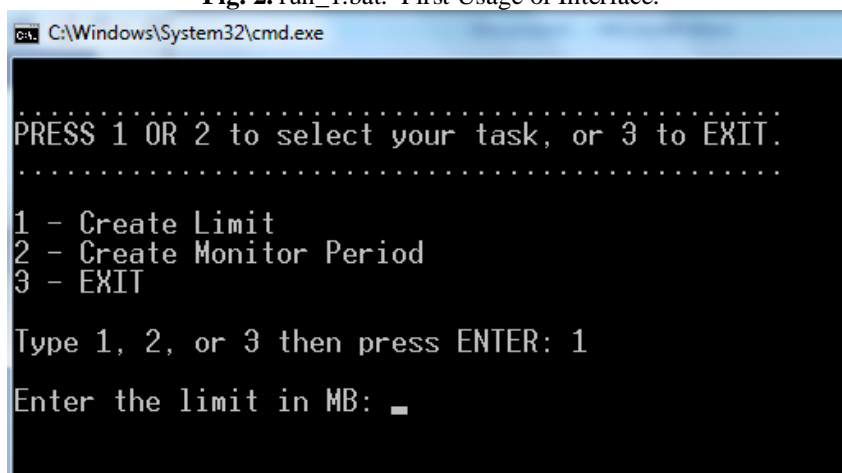 Fig. 2. run_1.bat: First Usage of Interface.
C:\Windows\System32\cmd.exe
................................................
PRESS 1 OR 2 to select your task, or 3 to EXIT.
................................................
1 - Create Limit
2 - Create Monitor Period
3 - EXIT
Type 1, 2, or 3 then press ENTER: 1
Enter the limit in MB: